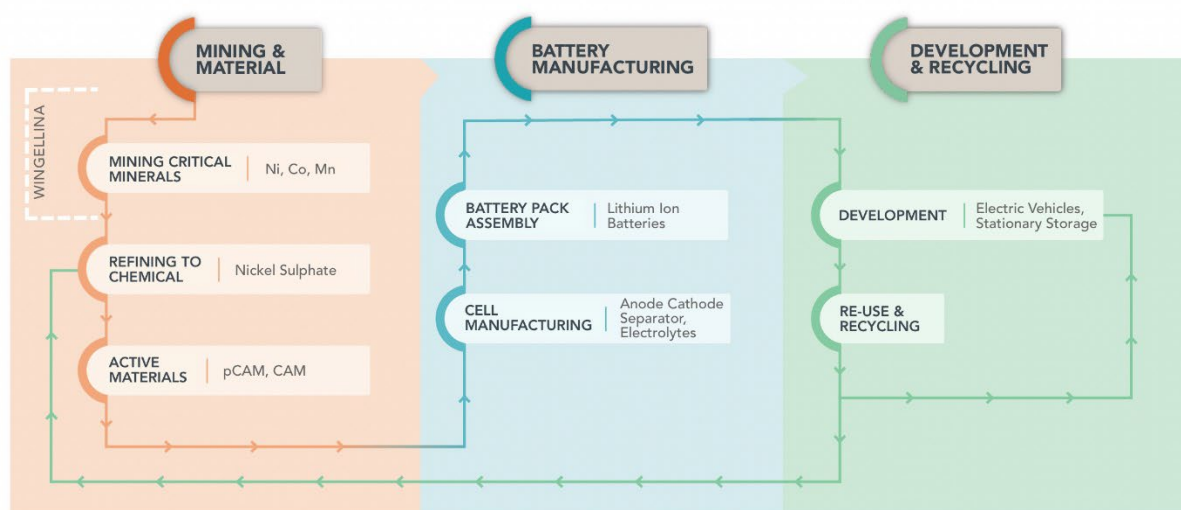 MINING &
MATERIAL
BATTERY
MANUFACTURING
DEVELOPMENT
& RECYCLING
WINGELLINA
MINING CRITICAL
MINERALS
Ni, Co, Mn
REFINING TO
CHEMICAL
Nickel Sulphate
ACTIVE
MATERIALS
pCAM, CAM
BATTERY PACK
ASSEMBLY
Lithium Ion
Batteries
CELL
MANUFACTURING
Anode Cathode
Separator,
Electrolytes
DEVELOPMENT
Electric Vehicles,
Stationary Storage
RE-USE &
RECYCLING